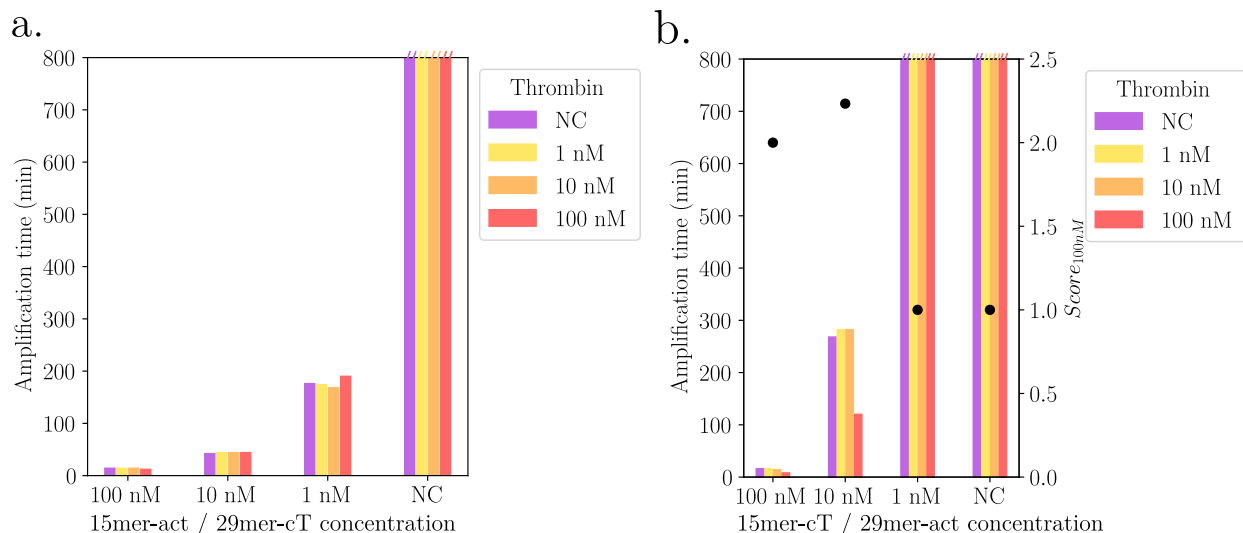 a.
Amplification time (min)
800
700
600
500
400
300
200
100
0
100 nM 10 nM 1 nM NC
15mer-act / 29mer-cT concentration
Thrombin
NC
1 nM
10 nM
100 nM
b.
Amplification time (min)
800
700
600
500
400
300
200
100
0
100 nM 10 nM 1 nM NC
15mer-cT / 29mer-act concentration
2.5
2.0
1.5
1.0
0.5
0.0
Score100nM
Thrombin
NC
1 nM
10 nM
100 nM